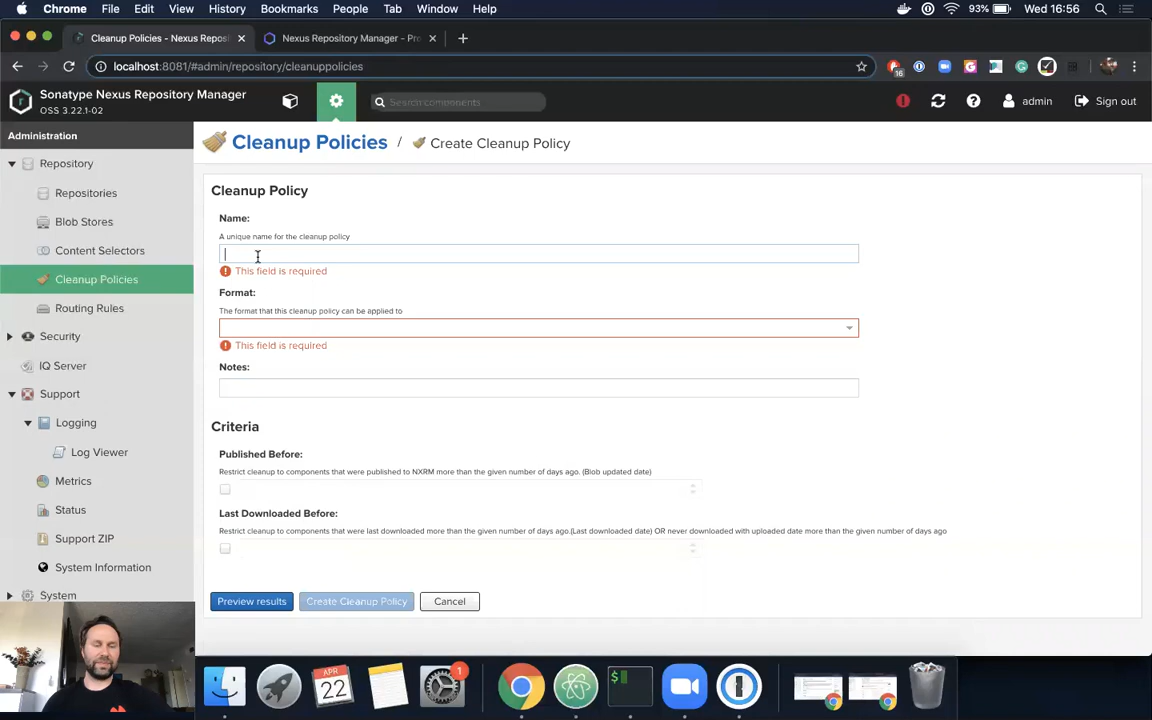 Chrome File Edit View History Bookmarks People Tab Window Help 93% Wed 16:56
Cleanup Policies - Nexus Reposi
Nexus Repository Manager - Pro
localhost:8081/#admin/repository/cleanuppolicies
16
Sonatype Nexus Repository Manager
OSS 3.22.1-02
Search components
admin
Sign out
Administration
Repository
Repositories
Blob Stores
Content Selectors
Cleanup Policies
Routing Rules
Security
IQ Server
Support
Logging
Log Viewer
Metrics
Status
Support ZIP
System Information
System
Cleanup Policies / Create Cleanup Policy
Cleanup Policy
Name:
A unique name for the cleanup policy
This field is required
Format:
The format that this cleanup policy can be applied to
This field is required
Notes:
Criteria
Published Before:
Restrict cleanup to components that were published to NXRM more than the given number of days ago. (Blob updated date)
Last Downloaded Before:
Restrict cleanup to components that were last downloaded more than the given number of days ago.(Last downloaded date) OR never downloaded with uploaded date more than the given number of days ago
Preview results
Create Cleanup Policy
Cancel
APR
22
1
$